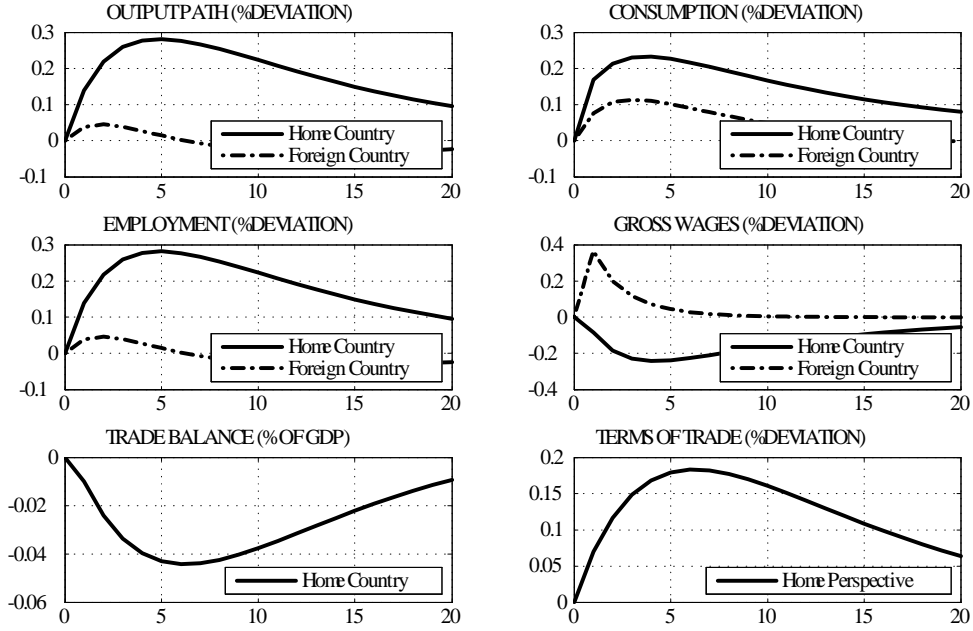 OUTPUT PATH (% DEVIATION)
0.3
0.2
0.1
0
-0.1
Home Country
Foreign Country
0 5 10 15 20
CONSUMPTION (% DEVIATION)
0.3
0.2
0.1
0
-0.1
Home Country
Foreign Country
0 5 10 15 20
EMPLOYMENT (% DEVIATION)
0.3
0.2
0.1
0
-0.1
Home Country
Foreign Country
0 5 10 15 20
GROSS WAGES (% DEVIATION)
0.4
0.2
0
-0.2
-0.4
Home Country
Foreign Country
0 5 10 15 20
TRADE BALANCE (% OF GDP)
0
-0.02
-0.04
-0.06
Home Country
0 5 10 15 20
TERMS OF TRADE (% DEVIATION)
0.2
0.15
0.1
0.05
0
Home Perspective
0 5 10 15 20